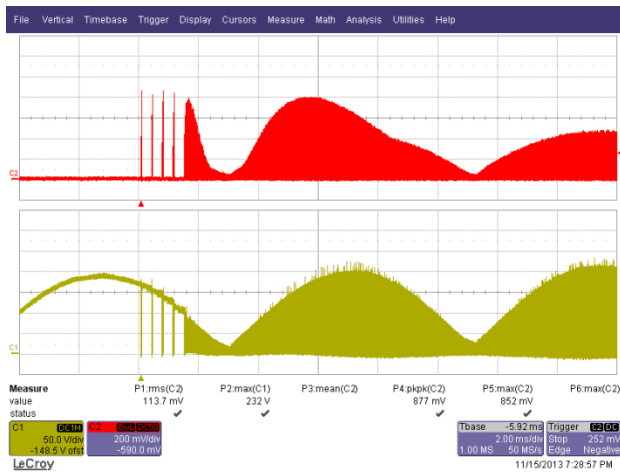 File Vertical Timebase Trigger Display Cursors Measure Math Analysis Utilities Help
C2
C1
Measure P1:rms(C2) P2:max(C1) P3:mean(C2) P4:pkpk(C2) P5:max(C2) P6:max(C2)
value 113.7 mV 232 V 877 mV 852 mV
status
C1 DC1M C2 BwL DC50 Tbase -5.92 ms Trigger C2 DC
50.0 V/div 200 mV/div 2.00 ms/div Stop 252 mV
-148.5 V ofst -590.0 mV 1.00 MS 50 MS/s Edge Negative
LeCroy 11/15/2013 7:28:57 PM